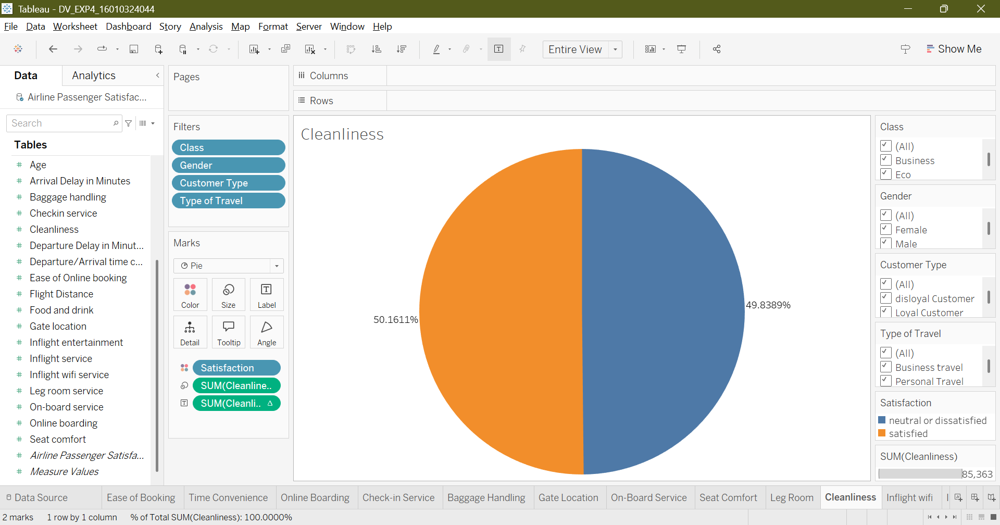 Tableau - DV_EXP4_16010324044
File Data Worksheet Dashboard Story Analysis Map Format Server Window Help
Entire View
Show Me
Data Analytics
Airline Passenger Satisfac...
Search
Tables
Age
Arrival Delay in Minutes
Baggage handling
Checkin service
Cleanliness
Departure Delay in Minut...
Departure/Arrival time c...
Ease of Online booking
Flight Distance
Food and drink
Gate location
Inflight entertainment
Inflight service
Inflight wifi service
Leg room service
On-board service
Online boarding
Seat comfort
Airline Passenger Satisfa...
Measure Values
Pages
Filters
Class
Gender
Customer Type
Type of Travel
Marks
Pie
Color Size Label
Detail Tooltip Angle
Satisfaction
SUM(Cleanline..
SUM(Cleanli.. Δ
Columns
Rows
Cleanliness
50.1611%
49.8389%
Class
(All)
Business
Eco
Gender
(All)
Female
Male
Customer Type
(All)
disloyal Customer
Loyal Customer
Type of Travel
(All)
Business travel
Personal Travel
Satisfaction
neutral or dissatisfied
satisfied
SUM(Cleanliness)
85,363
Data Source Ease of Booking Time Convenience Online Boarding Check-in Service Baggage Handling Gate Location On-Board Service Seat Comfort Leg Room Cleanliness Inflight wifi
2 marks 1 row by 1 column % of Total SUM(Cleanliness): 100.0000%